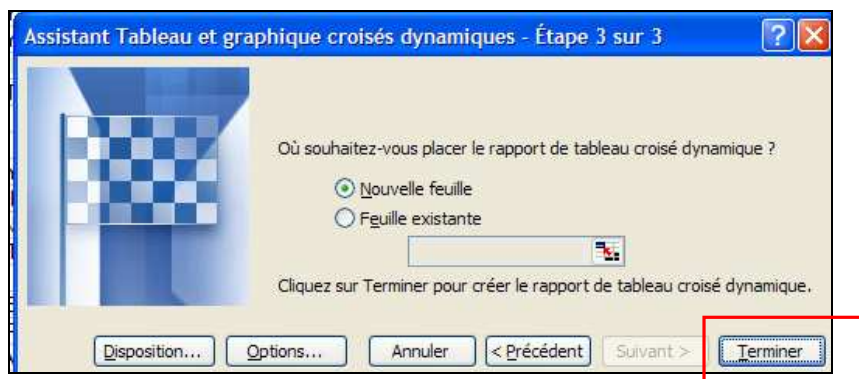 Assistant Tableau et graphique croisés dynamiques - Étape 3 sur 3
Où souhaitez-vous placer le rapport de tableau croisé dynamique ?
Nouvelle feuille
Feuille existante
Cliquez sur Terminer pour créer le rapport de tableau croisé dynamique.
Disposition... Options... Annuler < Précédent Suivant > Terminer